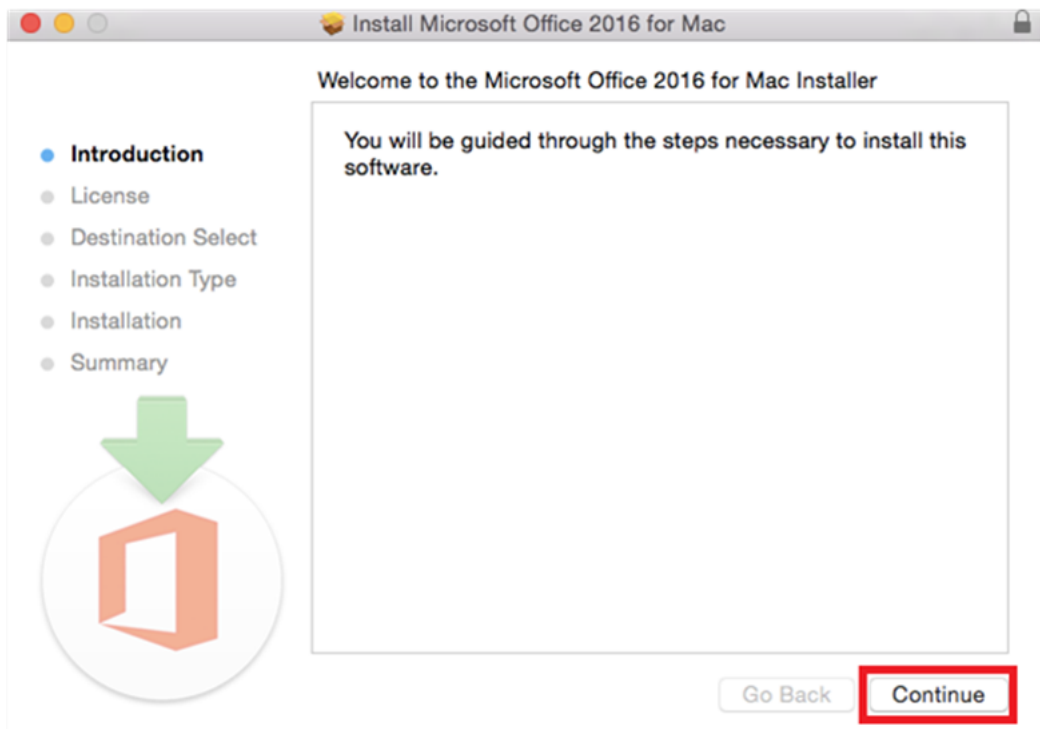 Install Microsoft Office 2016 for Mac
Welcome to the Microsoft Office 2016 for Mac Installer
Introduction
License
Destination Select
Installation Type
Installation
Summary
You will be guided through the steps necessary to install this
software.
Go Back
Continue